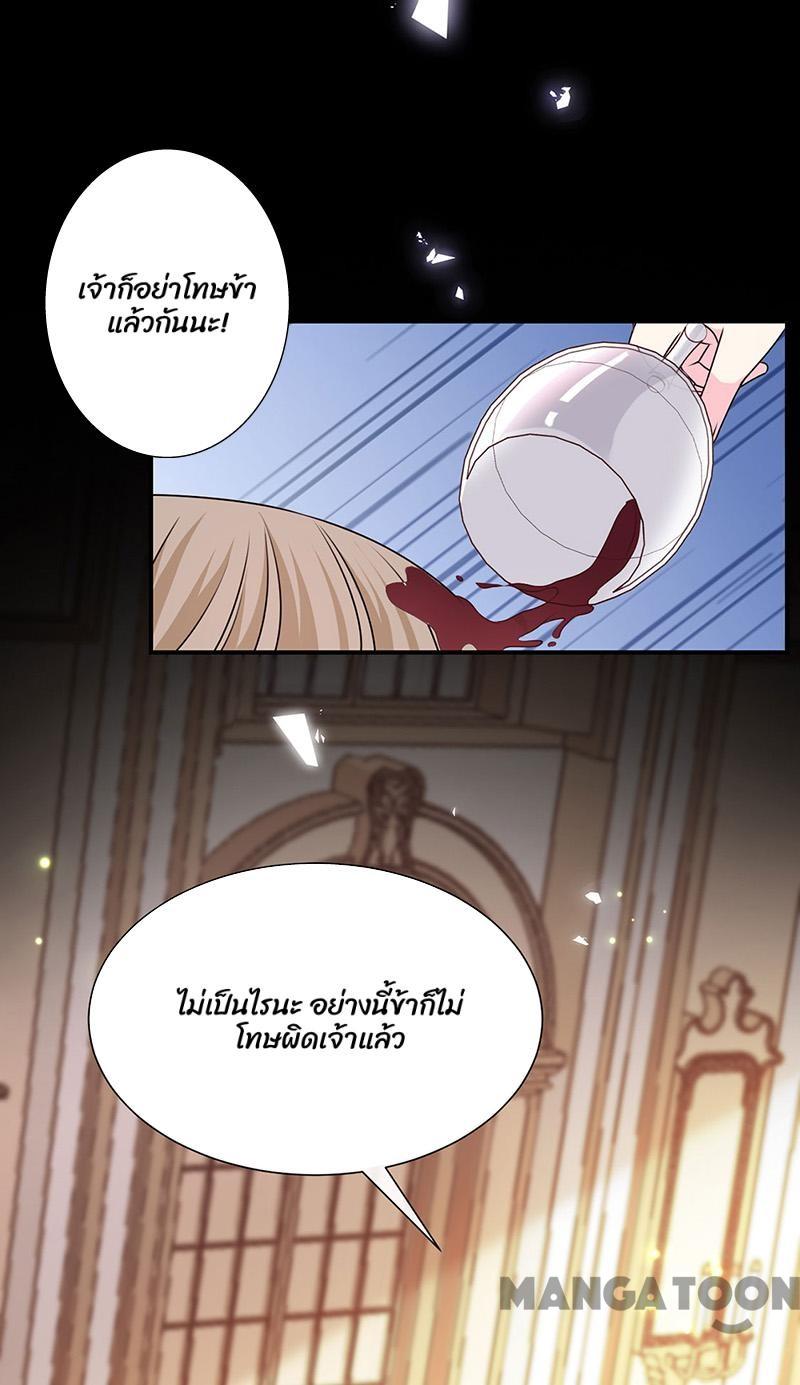 เจ้าก็อย่าโทษข้า
แล้วกันนะ!
ไม่เป็นไรนะ อย่างนี้ข้าก็ไม่
โทษผิดเจ้าแล้ว
MANGATOON